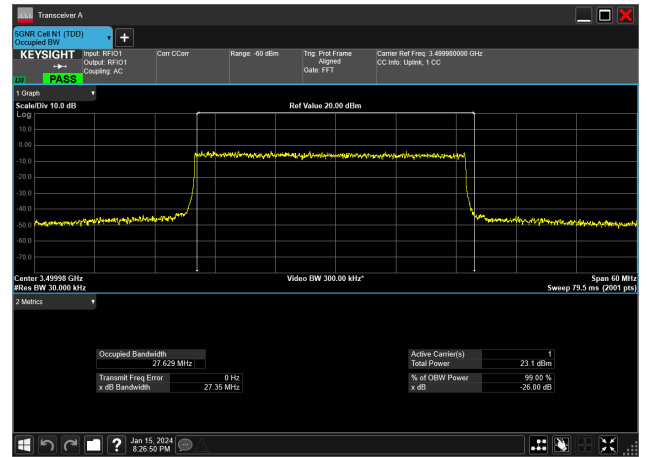 Transceiver A
5GNR Cell N1 (TDD)
Occupied BW
+
KEYSIGHT
LXI
PASS
Input: RFIO1
Output: RFIO1
Coupling: AC
Corr CCorr
Range: -60 dBm
Trig: Prot Frame
Aligned
Gate: FFT
Carrier Ref Freq: 3.499980000 GHz
CC Info: Uplink, 1 CC
1 Graph
Scale/Div 10.0 dB
Ref Value 20.00 dBm
Log
10.0
0.00
-10.0
-20.0
-30.0
-40.0
-50.0
-60.0
-70.0
Center 3.49998 GHz
Video BW 300.00 kHz*
Span 60 MHz
#Res BW 30.000 kHz
Sweep 79.5 ms (2001 pts)
2 Metrics
Occupied Bandwidth
27.629 MHz
Active Carrier(s) 1
Total Power 23.1 dBm
Transmit Freq Error 0 Hz
x dB Bandwidth 27.35 MHz
% of OBW Power 99.00 %
x dB -26.00 dB
?
Jan 15, 2024
8:26:50 PM